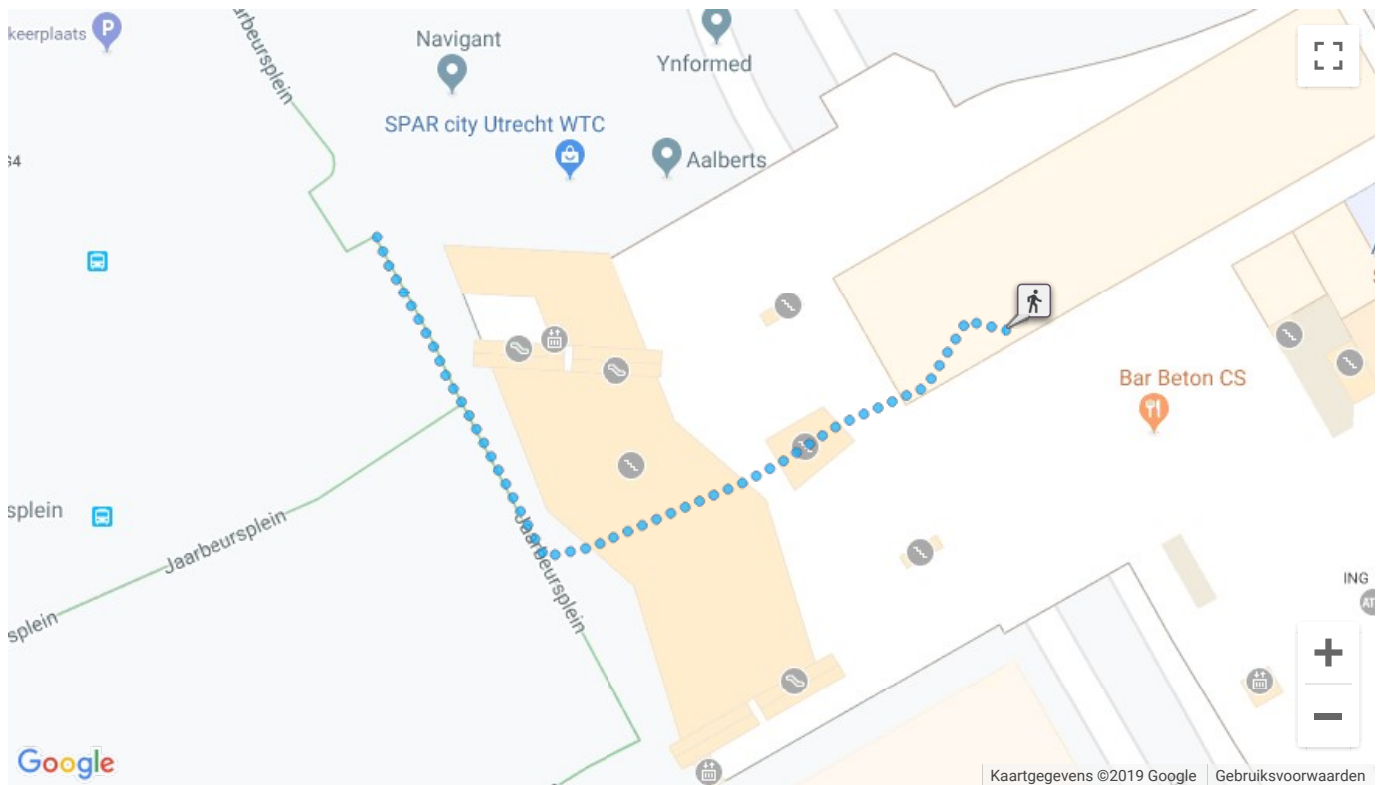 keerplaats
P
Jaarbeursplein
Navigant
Ynformed
SPAR city Utrecht WTC
Aalberts
Bar Beton CS
splein
Jaarbeursplein
Jaarbeursplein
splein
ING
Google
Kaartgegevens ©2019 Google
Gebruiksvoorwaarden